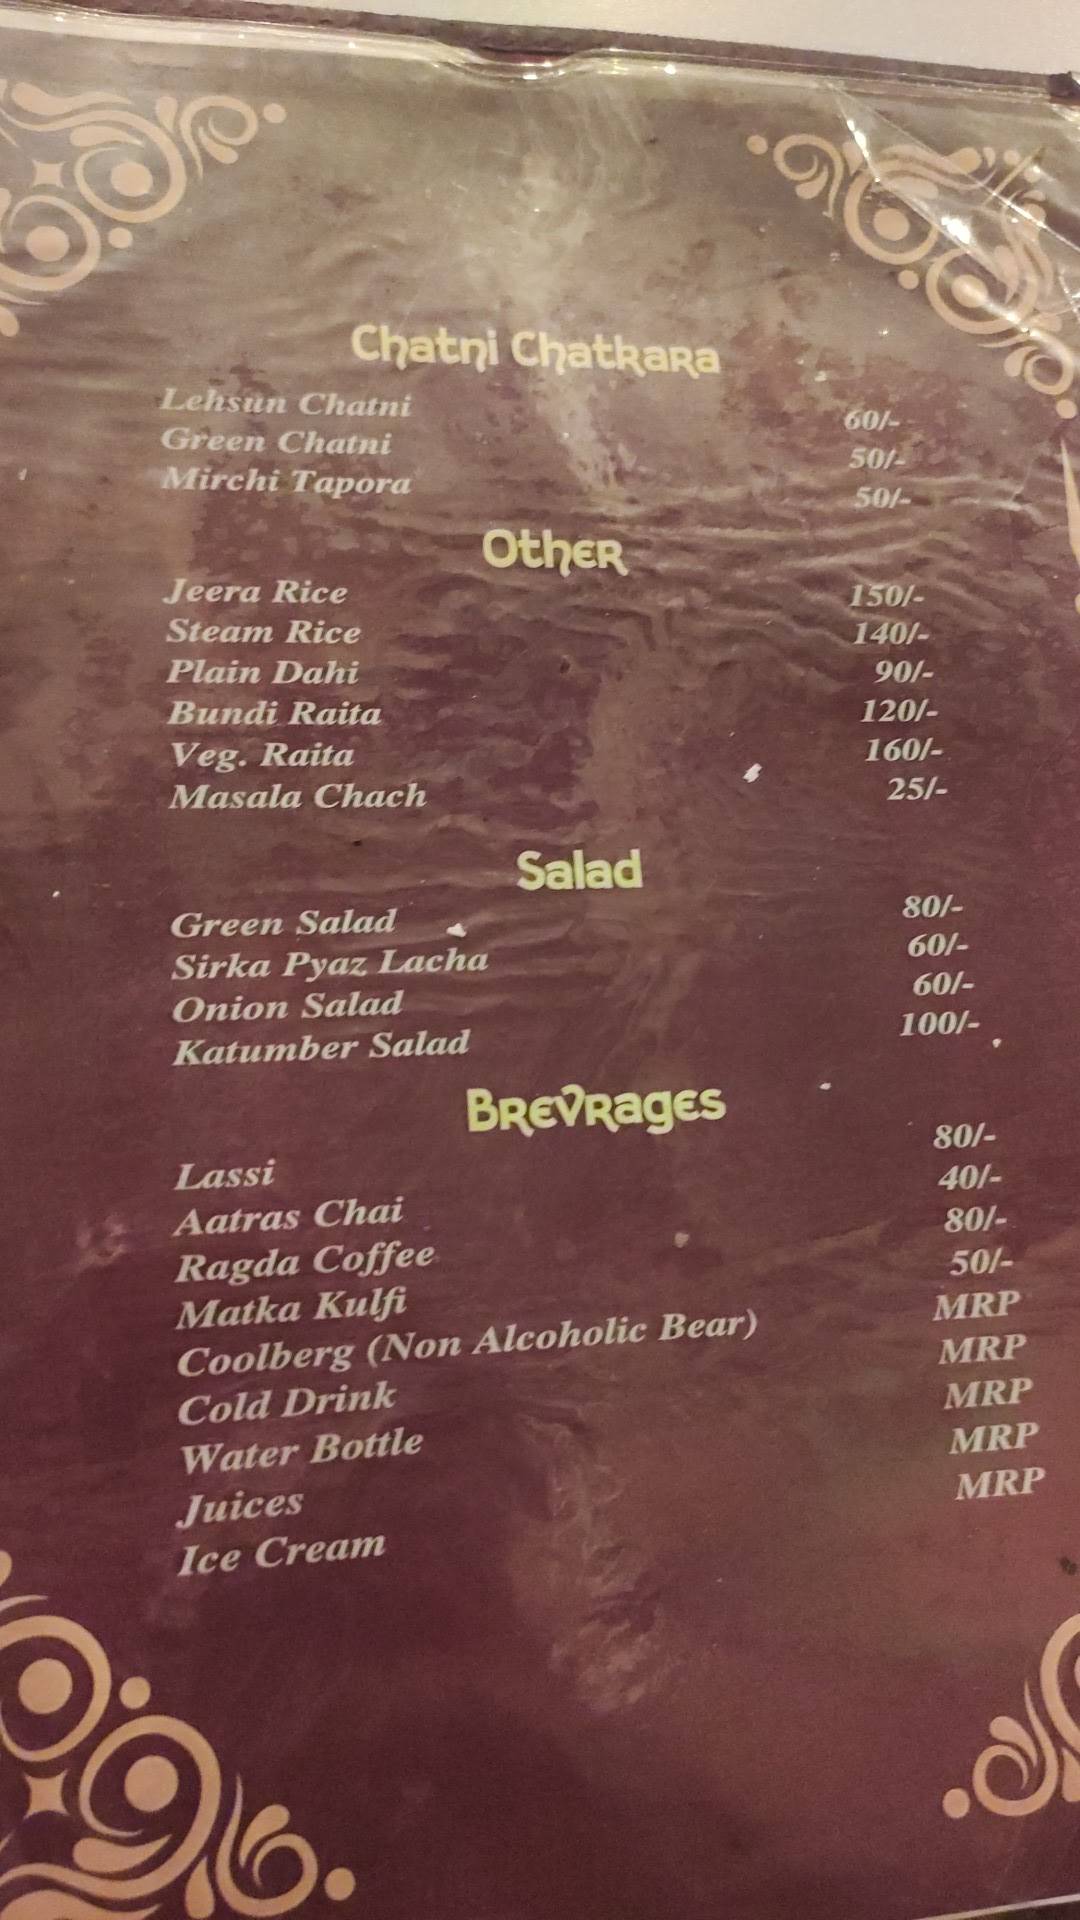 Chatni Chatkara
Lehsun Chatni 60/-
Green Chatni 50/-
Mirchi Tapora 50/-
Other
Jeera Rice 150/-
Steam Rice 140/-
Plain Dahi 90/-
Bundi Raita 120/-
Veg. Raita 160/-
Masala Chach 25/-
Salad
Green Salad 80/-
Sirka Pyaz Lacha 60/-
Onion Salad 60/-
Katumber Salad 100/-
Brevrages
Lassi 80/-
Aatras Chai 40/-
Ragda Coffee 80/-
Matka Kulfi 50/-
Coolberg (Non Alcoholic Bear) MRP
Cold Drink MRP
Water Bottle MRP
Juices MRP
Ice Cream MRP